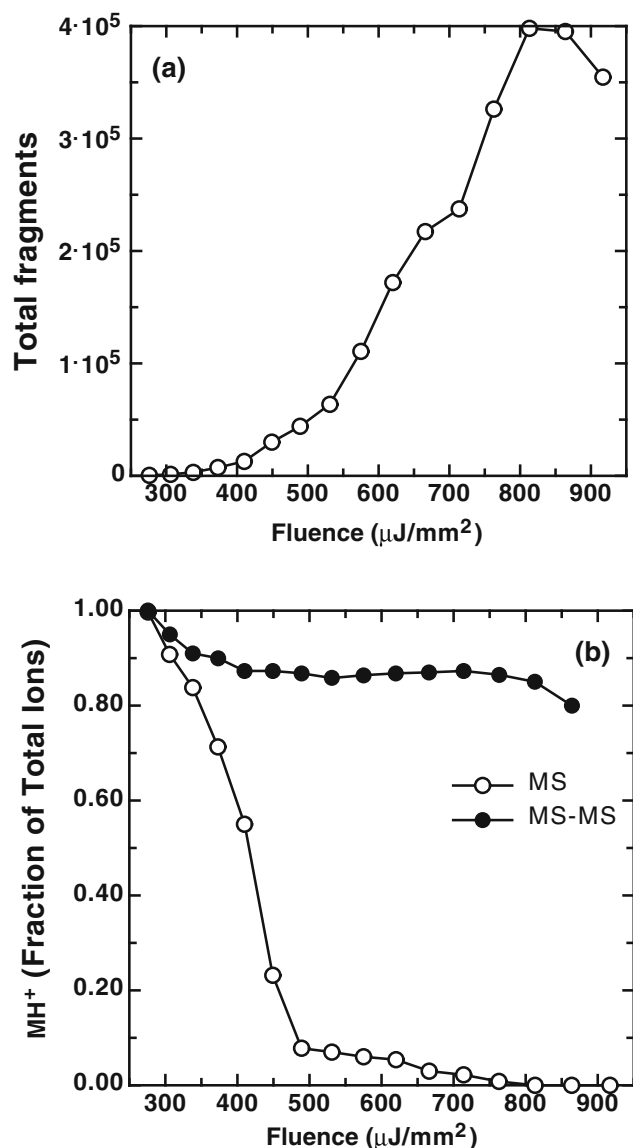 4·10⁵
(a)
3·10⁵
2·10⁵
1·10⁵
0
Total fragments
300 400 500 600 700 800 900
Fluence (μJ/mm²)
1.00
(b)
0.80
MS
MS-MS
0.60
0.40
0.20
0.00
MH⁺ (Fraction of Total Ions)
300 400 500 600 700 800 900
Fluence (μJ/mm²)